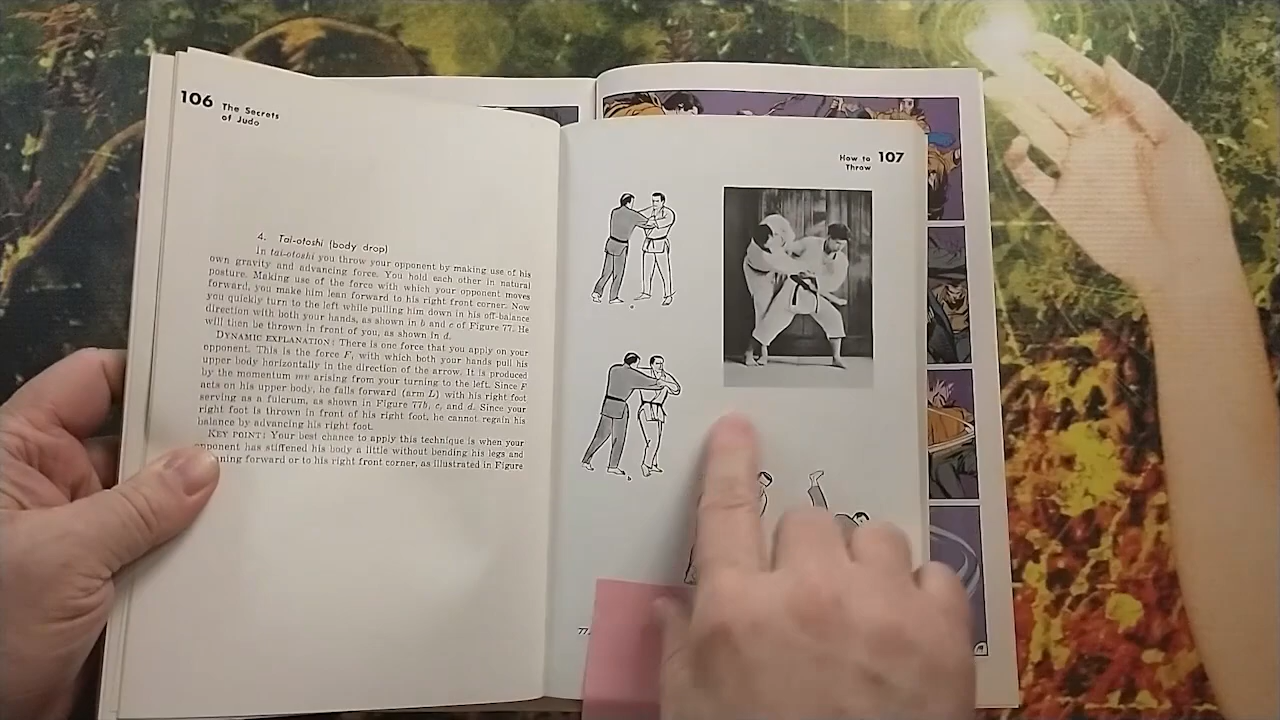 106 The Secrets
of Judo
4. Tai-otoshi (body drop)
In tai-otoshi you throw your opponent by making use of his
own gravity and advancing force. You hold each other in natural
posture. Making use of the force with which your opponent moves
forward, you make him lean forward to his right front corner. Now
you quickly turn to the left while pulling him down in his off-balance
direction with both your hands, as shown in b and c of Figure 77. He
will then be thrown in front of you, as shown in d.
DYNAMIC EXPLANATION: There is one force that you apply on your
opponent. This is the force F, with which both your hands pull his
upper body horizontally in the direction of the arrow. It is produced
by the momentum mv arising from your turning to the left. Since F
acts on his upper body, he falls forward (arm L) with his right foot
serving as a fulcrum, as shown in Figure 77b, c, and d. Since your
right foot is thrown in front of his right foot, he cannot regain his
balance by advancing his right foot.
KEY POINT: Your best chance to apply this technique is when your
opponent has stiffened his body a little without bending his legs and
forward or to his right front corner, as illustrated in Figure
How to 107
Throw
a
b
77.